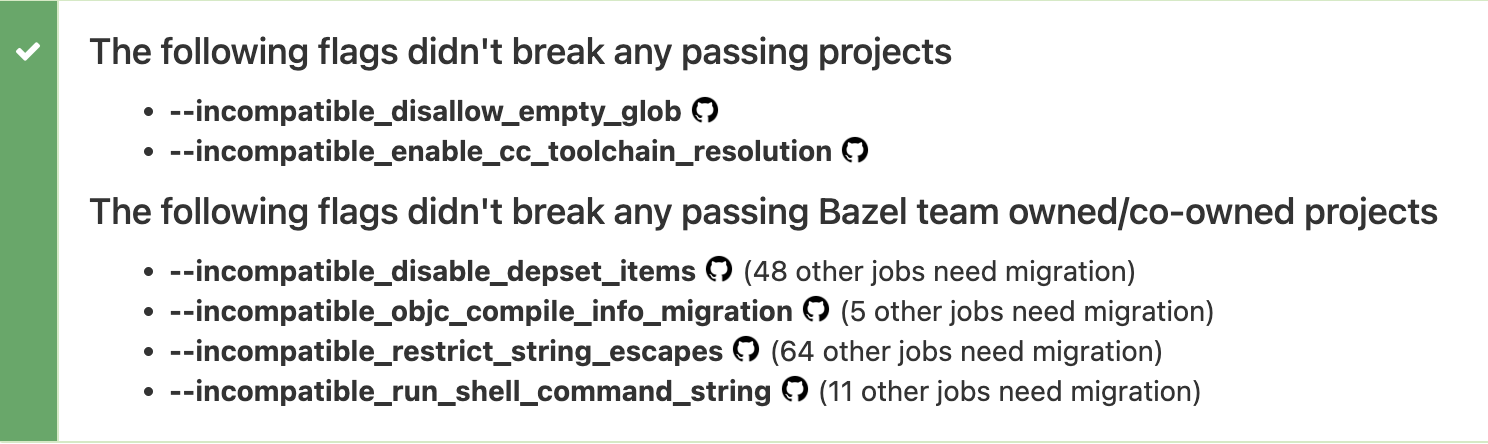 The following flags didn't break any passing projects
--incompatible_disallow_empty_glob
--incompatible_enable_cc_toolchain_resolution
The following flags didn't break any passing Bazel team owned/co-owned projects
--incompatible_disable_depset_items (48 other jobs need migration)
--incompatible_objc_compile_info_migration (5 other jobs need migration)
--incompatible_restrict_string_escapes (64 other jobs need migration)
--incompatible_run_shell_command_string (11 other jobs need migration)